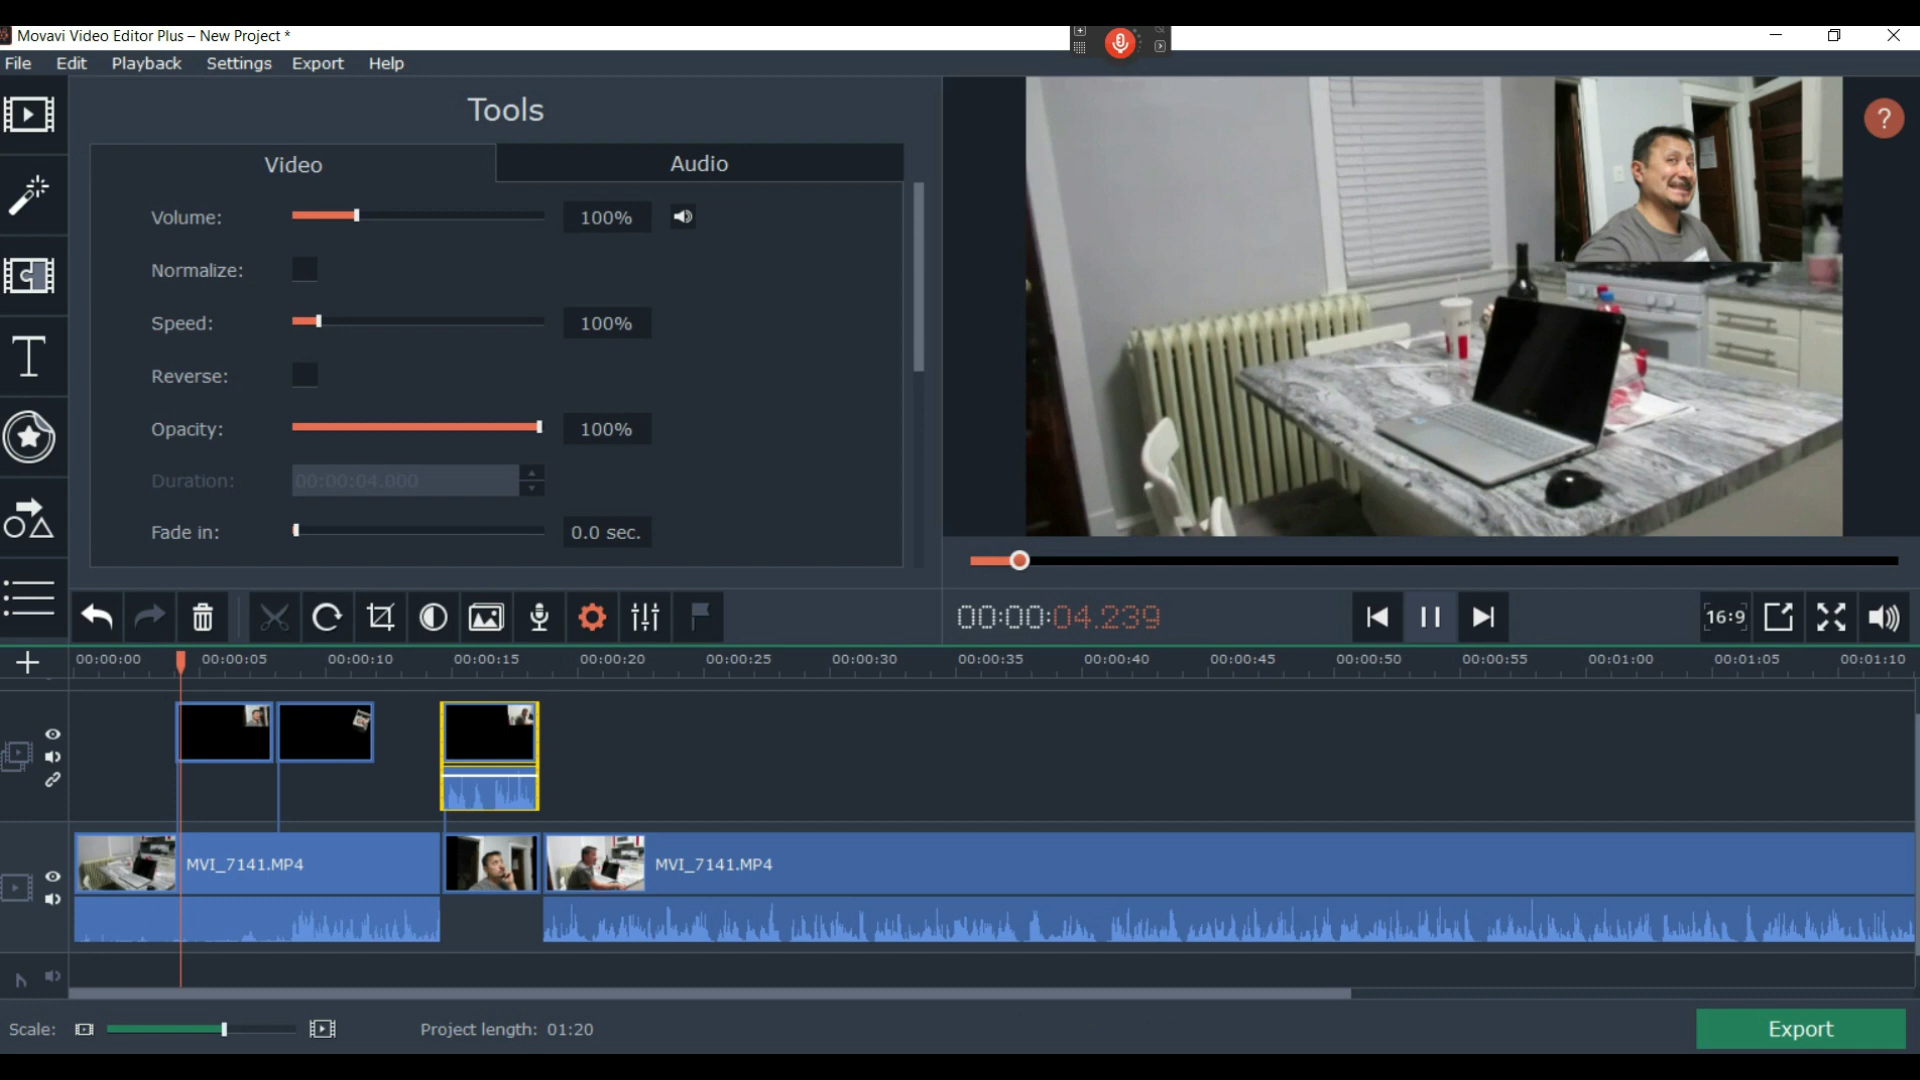 Movavi Video Editor Plus – New Project *
File Edit Playback Settings Export Help
Tools
Video Audio
Volume: 100%
Normalize:
Speed: 100%
Reverse:
Opacity: 100%
Duration: 00:00:04.000
Fade in: 0.0 sec.
?
00:00:04.239
16:9
00:00:00 00:00:05 00:00:10 00:00:15 00:00:20 00:00:25 00:00:30 00:00:35 00:00:40 00:00:45 00:00:50 00:00:55 00:01:00 00:01:05 00:01:10
MVI_7141.MP4 MVI_7141.MP4
Scale: Project length: 01:20 Export